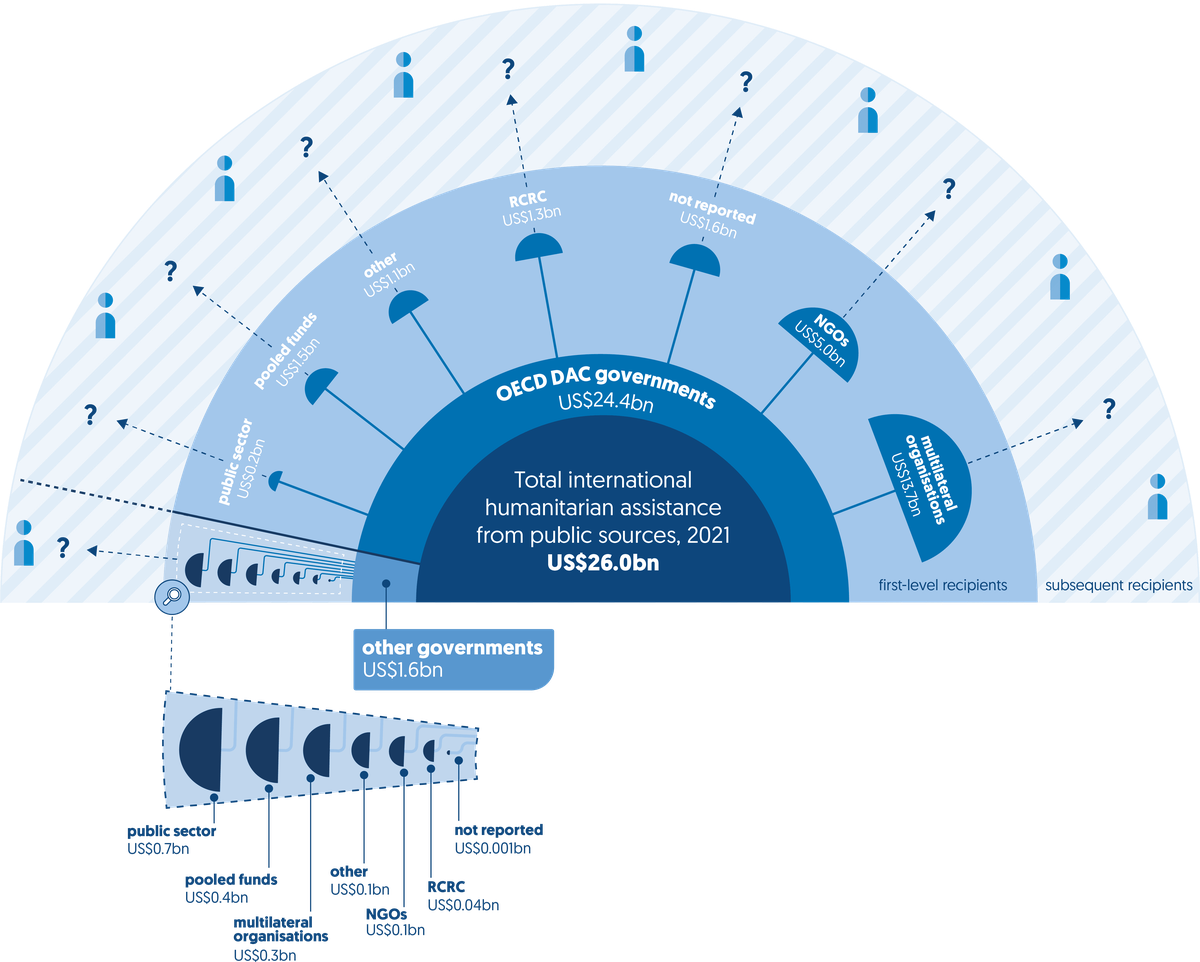 ?
?
?
?
?
?
?
?
RCRC
US$1.3bn
not reported
US$1.6bn
other
US$1.1bn
NGOs
US$5.0bn
pooled funds
US$1.5bn
public sector
US$0.2bn
multilateral
organisations
US$13.7bn
OECD DAC governments
US$24.4bn
Total international
humanitarian assistance
from public sources, 2021
US$26.0bn
first-level recipients
subsequent recipients
other governments
US$1.6bn
public sector
US$0.7bn
pooled funds
US$0.4bn
multilateral
organisations
US$0.3bn
other
US$0.1bn
NGOs
US$0.1bn
RCRC
US$0.04bn
not reported
US$0.001bn